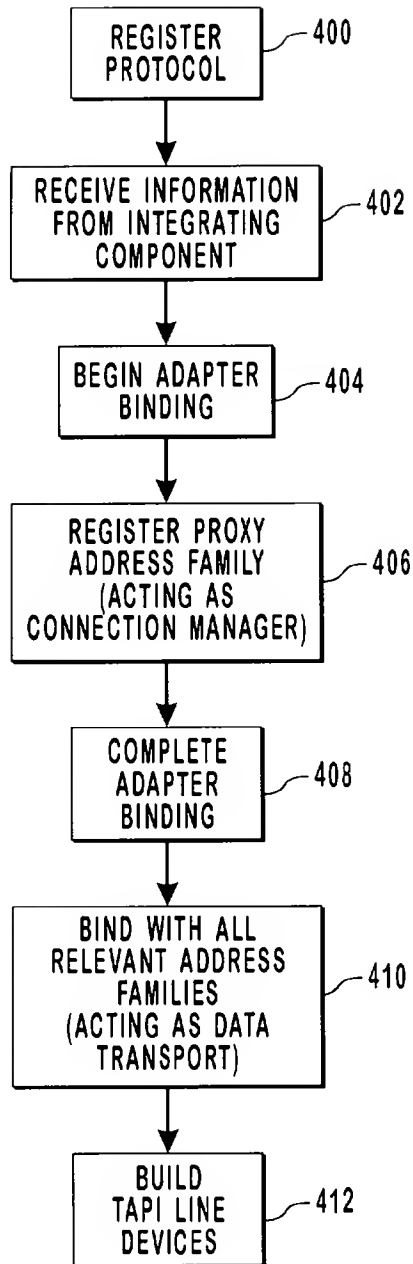 REGISTER
PROTOCOL
400
RECEIVE INFORMATION
FROM INTEGRATING
COMPONENT
402
BEGIN ADAPTER
BINDING
404
REGISTER PROXY
ADDRESS FAMILY
(ACTING AS
CONNECTION MANAGER)
406
COMPLETE
ADAPTER
BINDING
408
BIND WITH ALL
RELEVANT ADDRESS
FAMILIES
(ACTING AS DATA
TRANSPORT)
410
BUILD
TAPI LINE
DEVICES
412